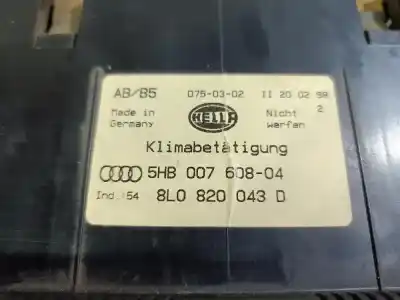 AB/B5 075-03-02 11 20 02 98
Made in Germany HELLA Nicht werfen 2
Klimabetätigung
5HB 007 608-04
Ind. 54 8L0 820 043 D